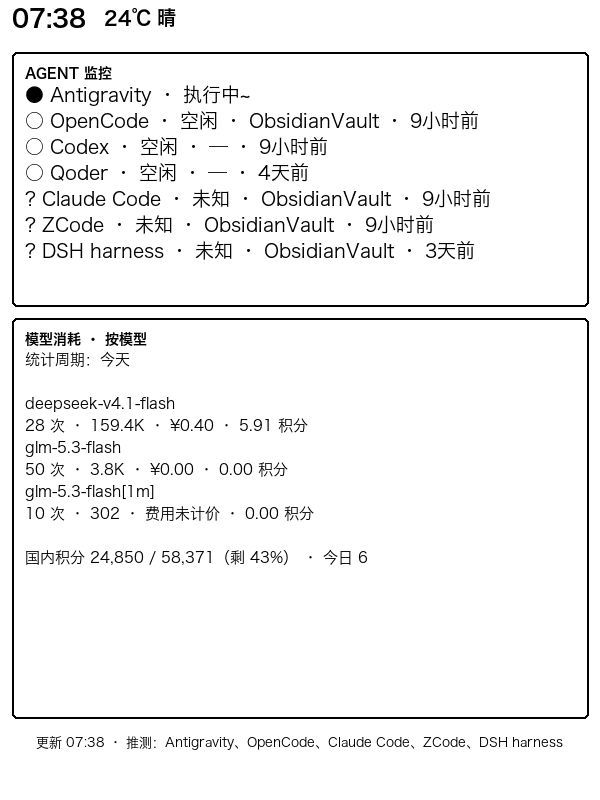 07:38 24℃ 晴
AGENT 监控
● Antigravity · 执行中~
○ OpenCode · 空闲 · ObsidianVault · 9小时前
○ Codex · 空闲 · — · 9小时前
○ Qoder · 空闲 · — · 4天前
? Claude Code · 未知 · ObsidianVault · 9小时前
? ZCode · 未知 · ObsidianVault · 9小时前
? DSH harness · 未知 · ObsidianVault · 3天前
模型消耗 · 按模型
统计周期：今天
deepseek-v4.1-flash
28 次 · 159.4K · ¥0.40 · 5.91 积分
glm-5.3-flash
50 次 · 3.8K · ¥0.00 · 0.00 积分
glm-5.3-flash[1m]
10 次 · 302 · 费用未计价 · 0.00 积分
国内积分 24,850 / 58,371（剩 43%） · 今日 6
更新 07:38 · 推测：Antigravity、OpenCode、Claude Code、ZCode、DSH harness